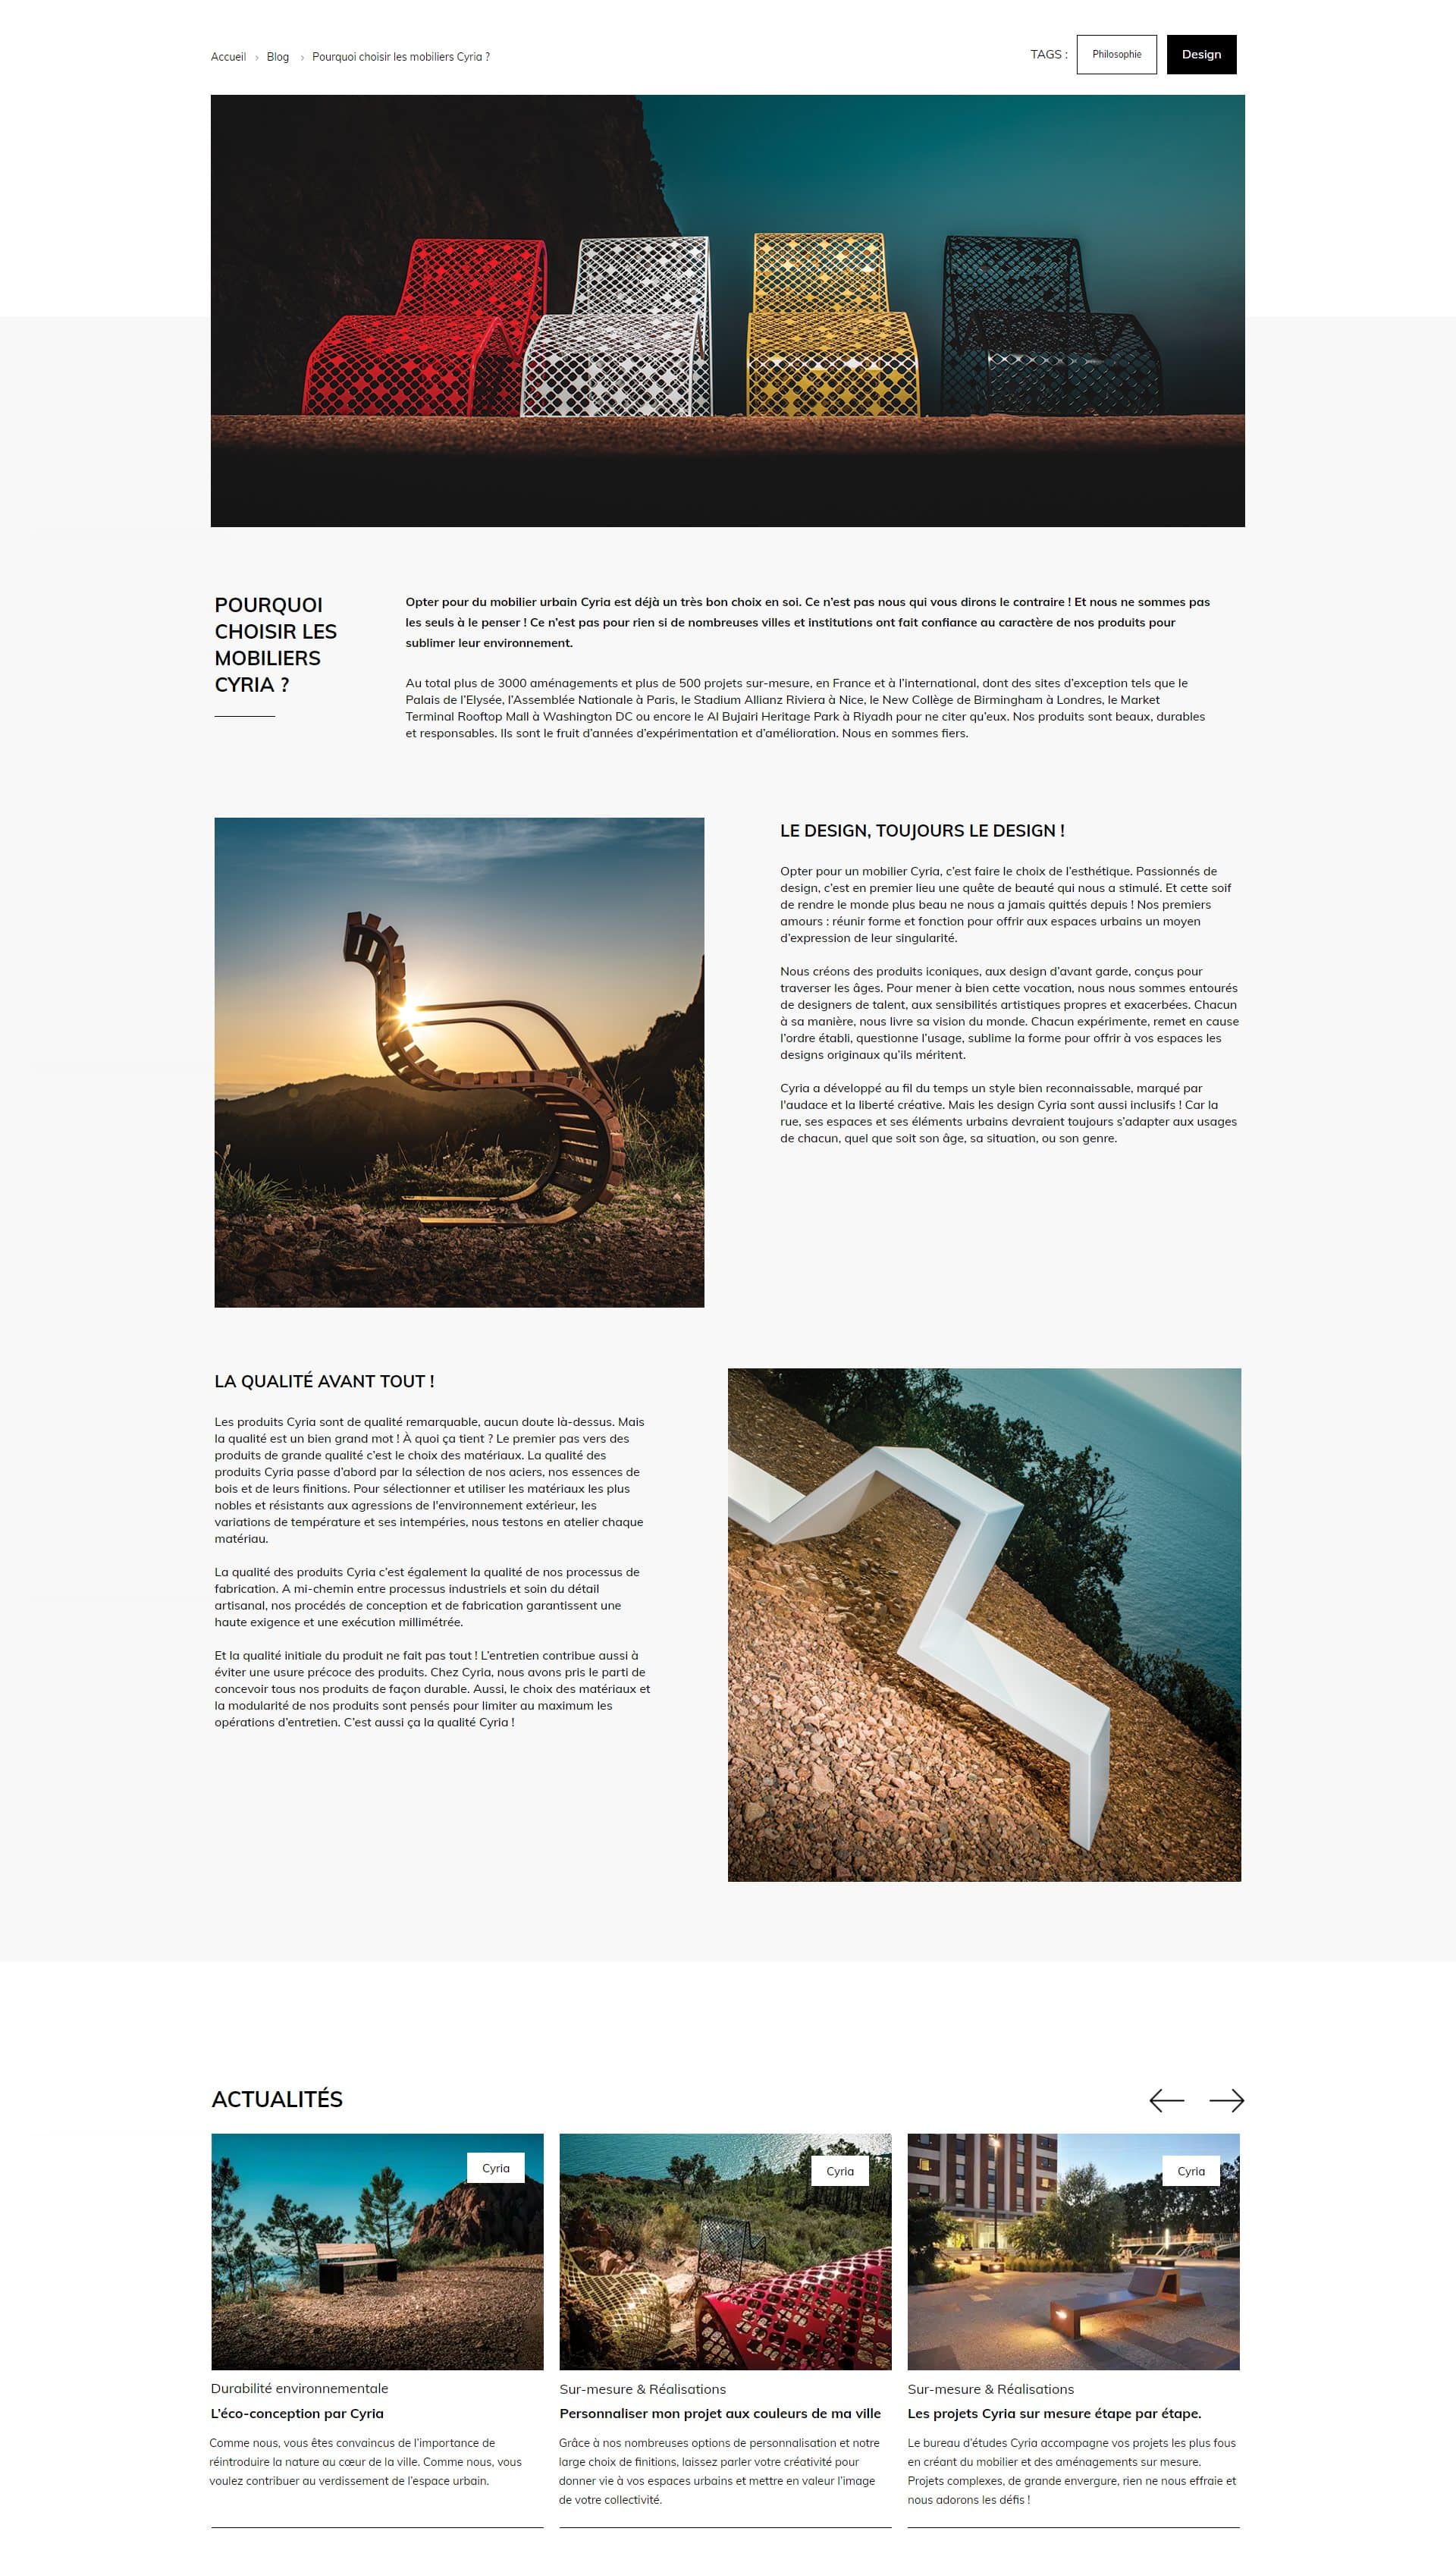 Accueil › Blog › Pourquoi choisir les mobiliers Cyria ?
TAGS : Philosophie Design
POURQUOI
CHOISIR LES
MOBILIERS
CYRIA ?
Opter pour du mobilier urbain Cyria est déjà un très bon choix en soi. Ce n’est pas nous qui vous dirons le contraire ! Et nous ne sommes pas
les seuls à le penser ! Ce n’est pas pour rien si de nombreuses villes et institutions ont fait confiance au caractère de nos produits pour
sublimer leur environnement.
Au total plus de 3000 aménagements et plus de 500 projets sur-mesure, en France et à l’international, dont des sites d’exception tels que le
Palais de l’Elysée, l’Assemblée Nationale à Paris, le Stadium Allianz Riviera à Nice, le New Collège de Birmingham à Londres, le Market
Terminal Rooftop Mall à Washington DC ou encore le Al Bujairi Heritage Park à Riyadh pour ne citer qu’eux. Nos produits sont beaux, durables
et responsables. Ils sont le fruit d’années d’expérimentation et d’amélioration. Nous en sommes fiers.
LE DESIGN, TOUJOURS LE DESIGN !
Opter pour un mobilier Cyria, c’est faire le choix de l’esthétique. Passionnés de
design, c’est en premier lieu une quête de beauté qui nous a stimulé. Et cette soif
de rendre le monde plus beau ne nous a jamais quittés depuis ! Nos premiers
amours : réunir forme et fonction pour offrir aux espaces urbains un moyen
d’expression de leur singularité.
Nous créons des produits iconiques, aux design d’avant garde, conçus pour
traverser les âges. Pour mener à bien cette vocation, nous nous sommes entourés
de designers de talent, aux sensibilités artistiques propres et exacerbées. Chacun
à sa manière, nous livre sa vision du monde. Chacun expérimente, remet en cause
l’ordre établi, questionne l’usage, sublime la forme pour offrir à vos espaces les
designs originaux qu’ils méritent.
Cyria a développé au fil du temps un style bien reconnaissable, marqué par
l'audace et la liberté créative. Mais les design Cyria sont aussi inclusifs ! Car la
rue, ses espaces et ses éléments urbains devraient toujours s’adapter aux usages
de chacun, quel que soit son âge, sa situation, ou son genre.
LA QUALITÉ AVANT TOUT !
Les produits Cyria sont de qualité remarquable, aucun doute là-dessus. Mais
la qualité est un bien grand mot ! À quoi ça tient ? Le premier pas vers des
produits de grande qualité c’est le choix des matériaux. La qualité des
produits Cyria passe d’abord par la sélection de nos aciers, nos essences de
bois et de leurs finitions. Pour sélectionner et utiliser les matériaux les plus
nobles et résistants aux agressions de l'environnement extérieur, les
variations de température et ses intempéries, nous testons en atelier chaque
matériau.
La qualité des produits Cyria c’est également la qualité de nos processus de
fabrication. A mi-chemin entre processus industriels et soin du détail
artisanal, nos procédés de conception et de fabrication garantissent une
haute exigence et une exécution millimétrée.
Et la qualité initiale du produit ne fait pas tout ! L’entretien contribue aussi à
éviter une usure précoce des produits. Chez Cyria, nous avons pris le parti de
concevoir tous nos produits de façon durable. Aussi, le choix des matériaux et
la modularité de nos produits sont pensés pour limiter au maximum les
opérations d’entretien. C’est aussi ça la qualité Cyria !
ACTUALITÉS
Cyria
Durabilité environnementale
L’éco-conception par Cyria
Comme nous, vous êtes convaincus de l’importance de
réintroduire la nature au cœur de la ville. Comme nous, vous
voulez contribuer au verdissement de l’espace urbain.
Cyria
Sur-mesure & Réalisations
Personnaliser mon projet aux couleurs de ma ville
Grâce à nos nombreuses options de personnalisation et notre
large choix de finitions, laissez parler votre créativité pour
donner vie à vos espaces urbains et mettre en valeur l’image
de votre collectivité.
Cyria
Sur-mesure & Réalisations
Les projets Cyria sur mesure étape par étape.
Le bureau d’études Cyria accompagne vos projets les plus fous
en créant du mobilier et des aménagements sur mesure.
Projets complexes, de grande envergure, rien ne nous effraie et
nous adorons les défis !